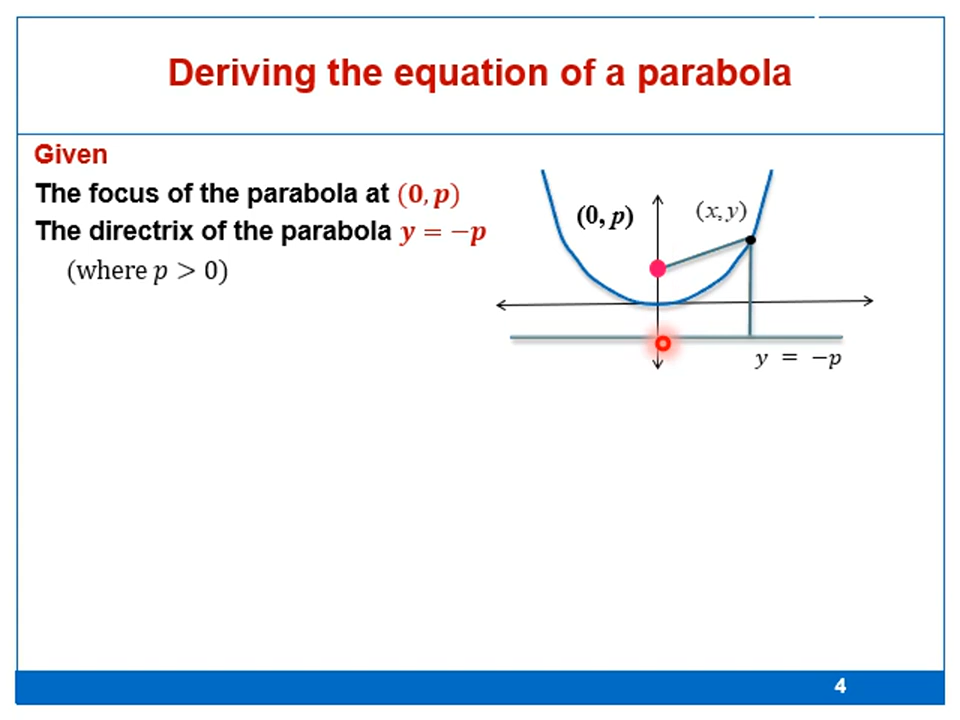 Deriving the equation of a parabola
Given
The focus of the parabola at (0, p)
The directrix of the parabola y = −p
(where p > 0)
(0, p)
(x, y)
y = −p
4